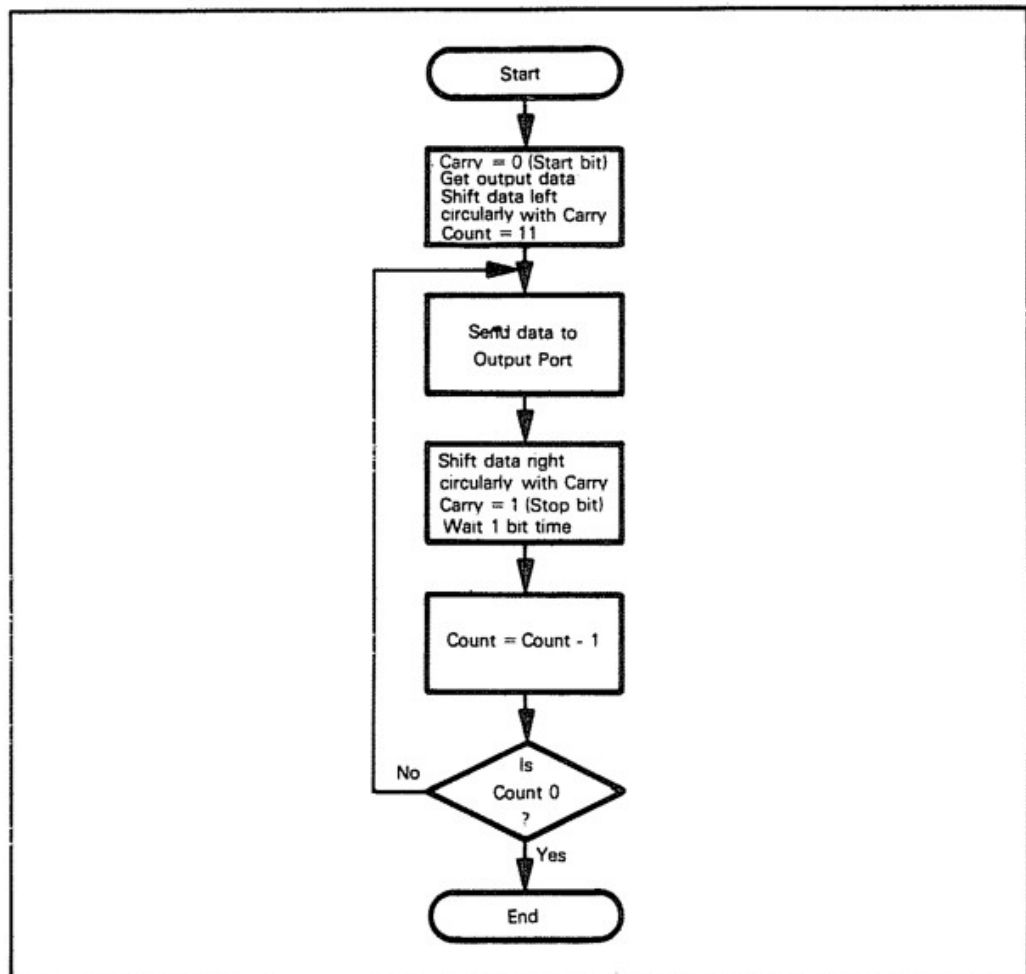 Start
Carry = 0 (Start bit)
Get output data
Shift data left
circularly with Carry
Count = 11
Send data to
Output Port
Shift data right
circularly with Carry
Carry = 1 (Stop bit)
Wait 1 bit time
Count = Count - 1
Is
Count 0
?
No
Yes
End